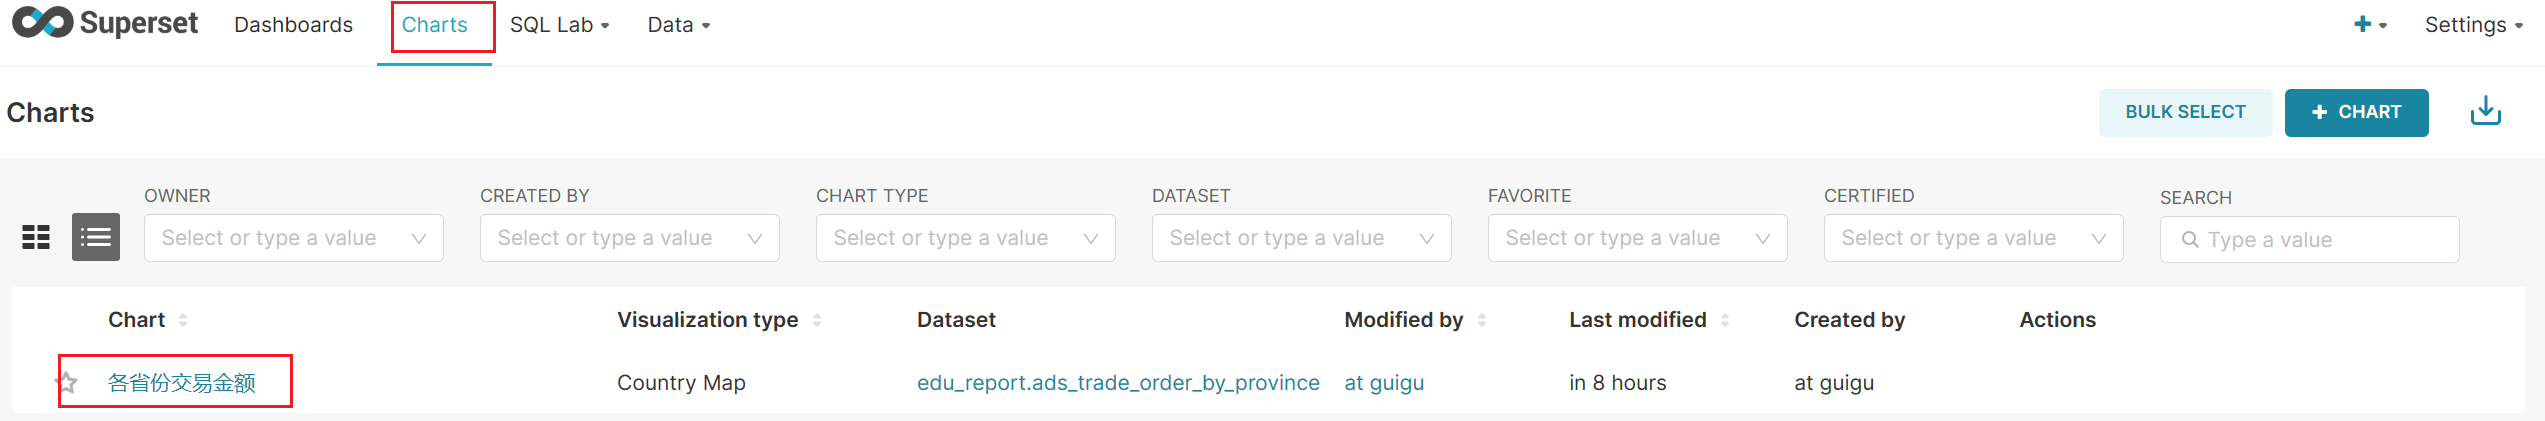 Superset Dashboards Charts SQL Lab Data + Settings
Charts BULK SELECT + CHART
OWNER CREATED BY CHART TYPE DATASET FAVORITE CERTIFIED SEARCH
Select or type a value Select or type a value Select or type a value Select or type a value Select or type a value Select or type a value Type a value
Chart Visualization type Dataset Modified by Last modified Created by Actions
各省份交易金额 Country Map edu_report.ads_trade_order_by_province at guigu in 8 hours at guigu